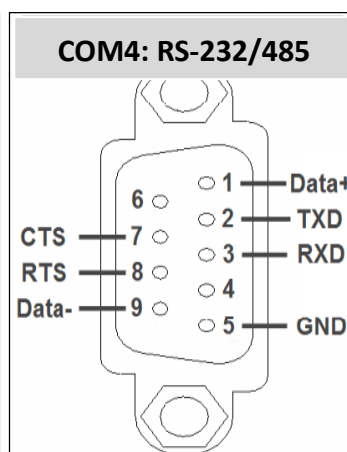 COM4: RS-232/485
1 Data+
6
2 TXD
CTS 7
3 RXD
RTS 8
4
Data- 9
5 GND